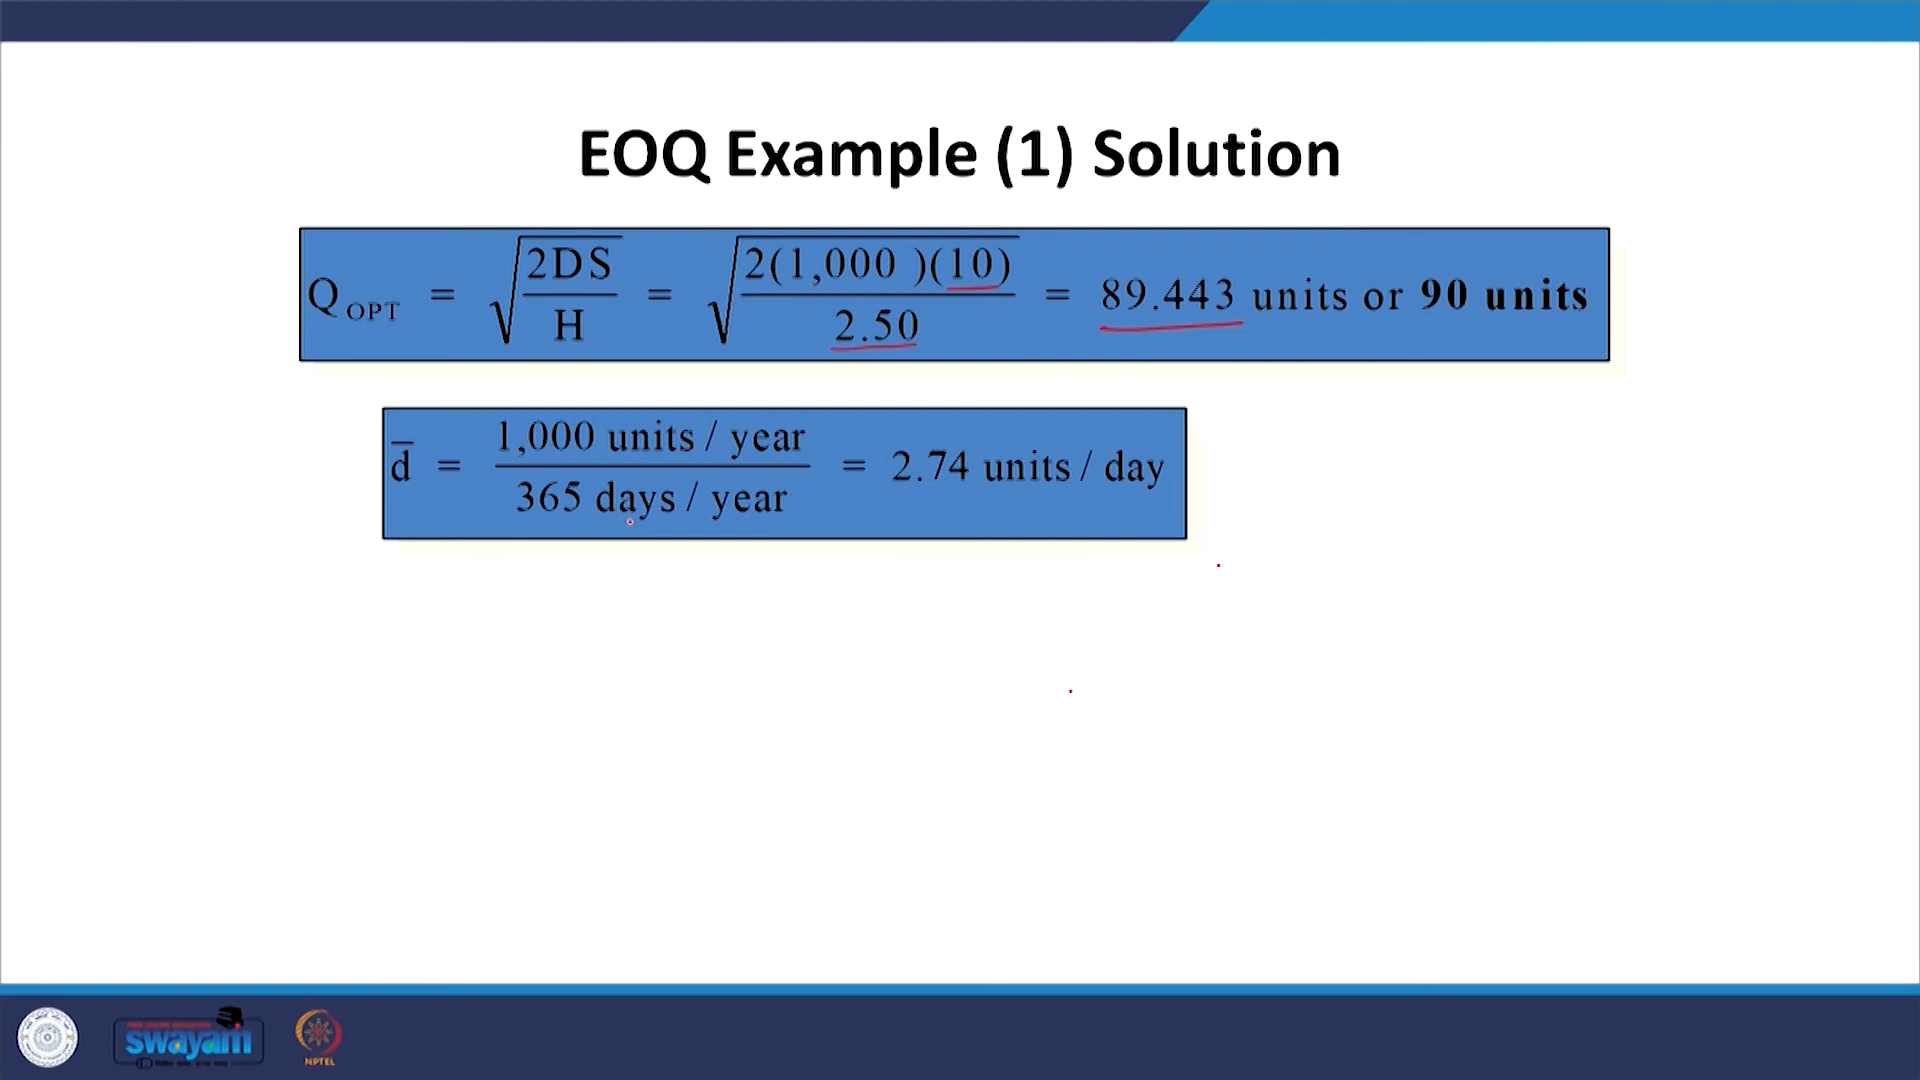 EOQ Example (1) Solution
Q OPT = √(2DS / H) = √(2(1,000 )(10) / 2.50) = 89.443 units or 90 units
d̅ = 1,000 units / year / 365 days / year = 2.74 units / day
swayam
NPTEL